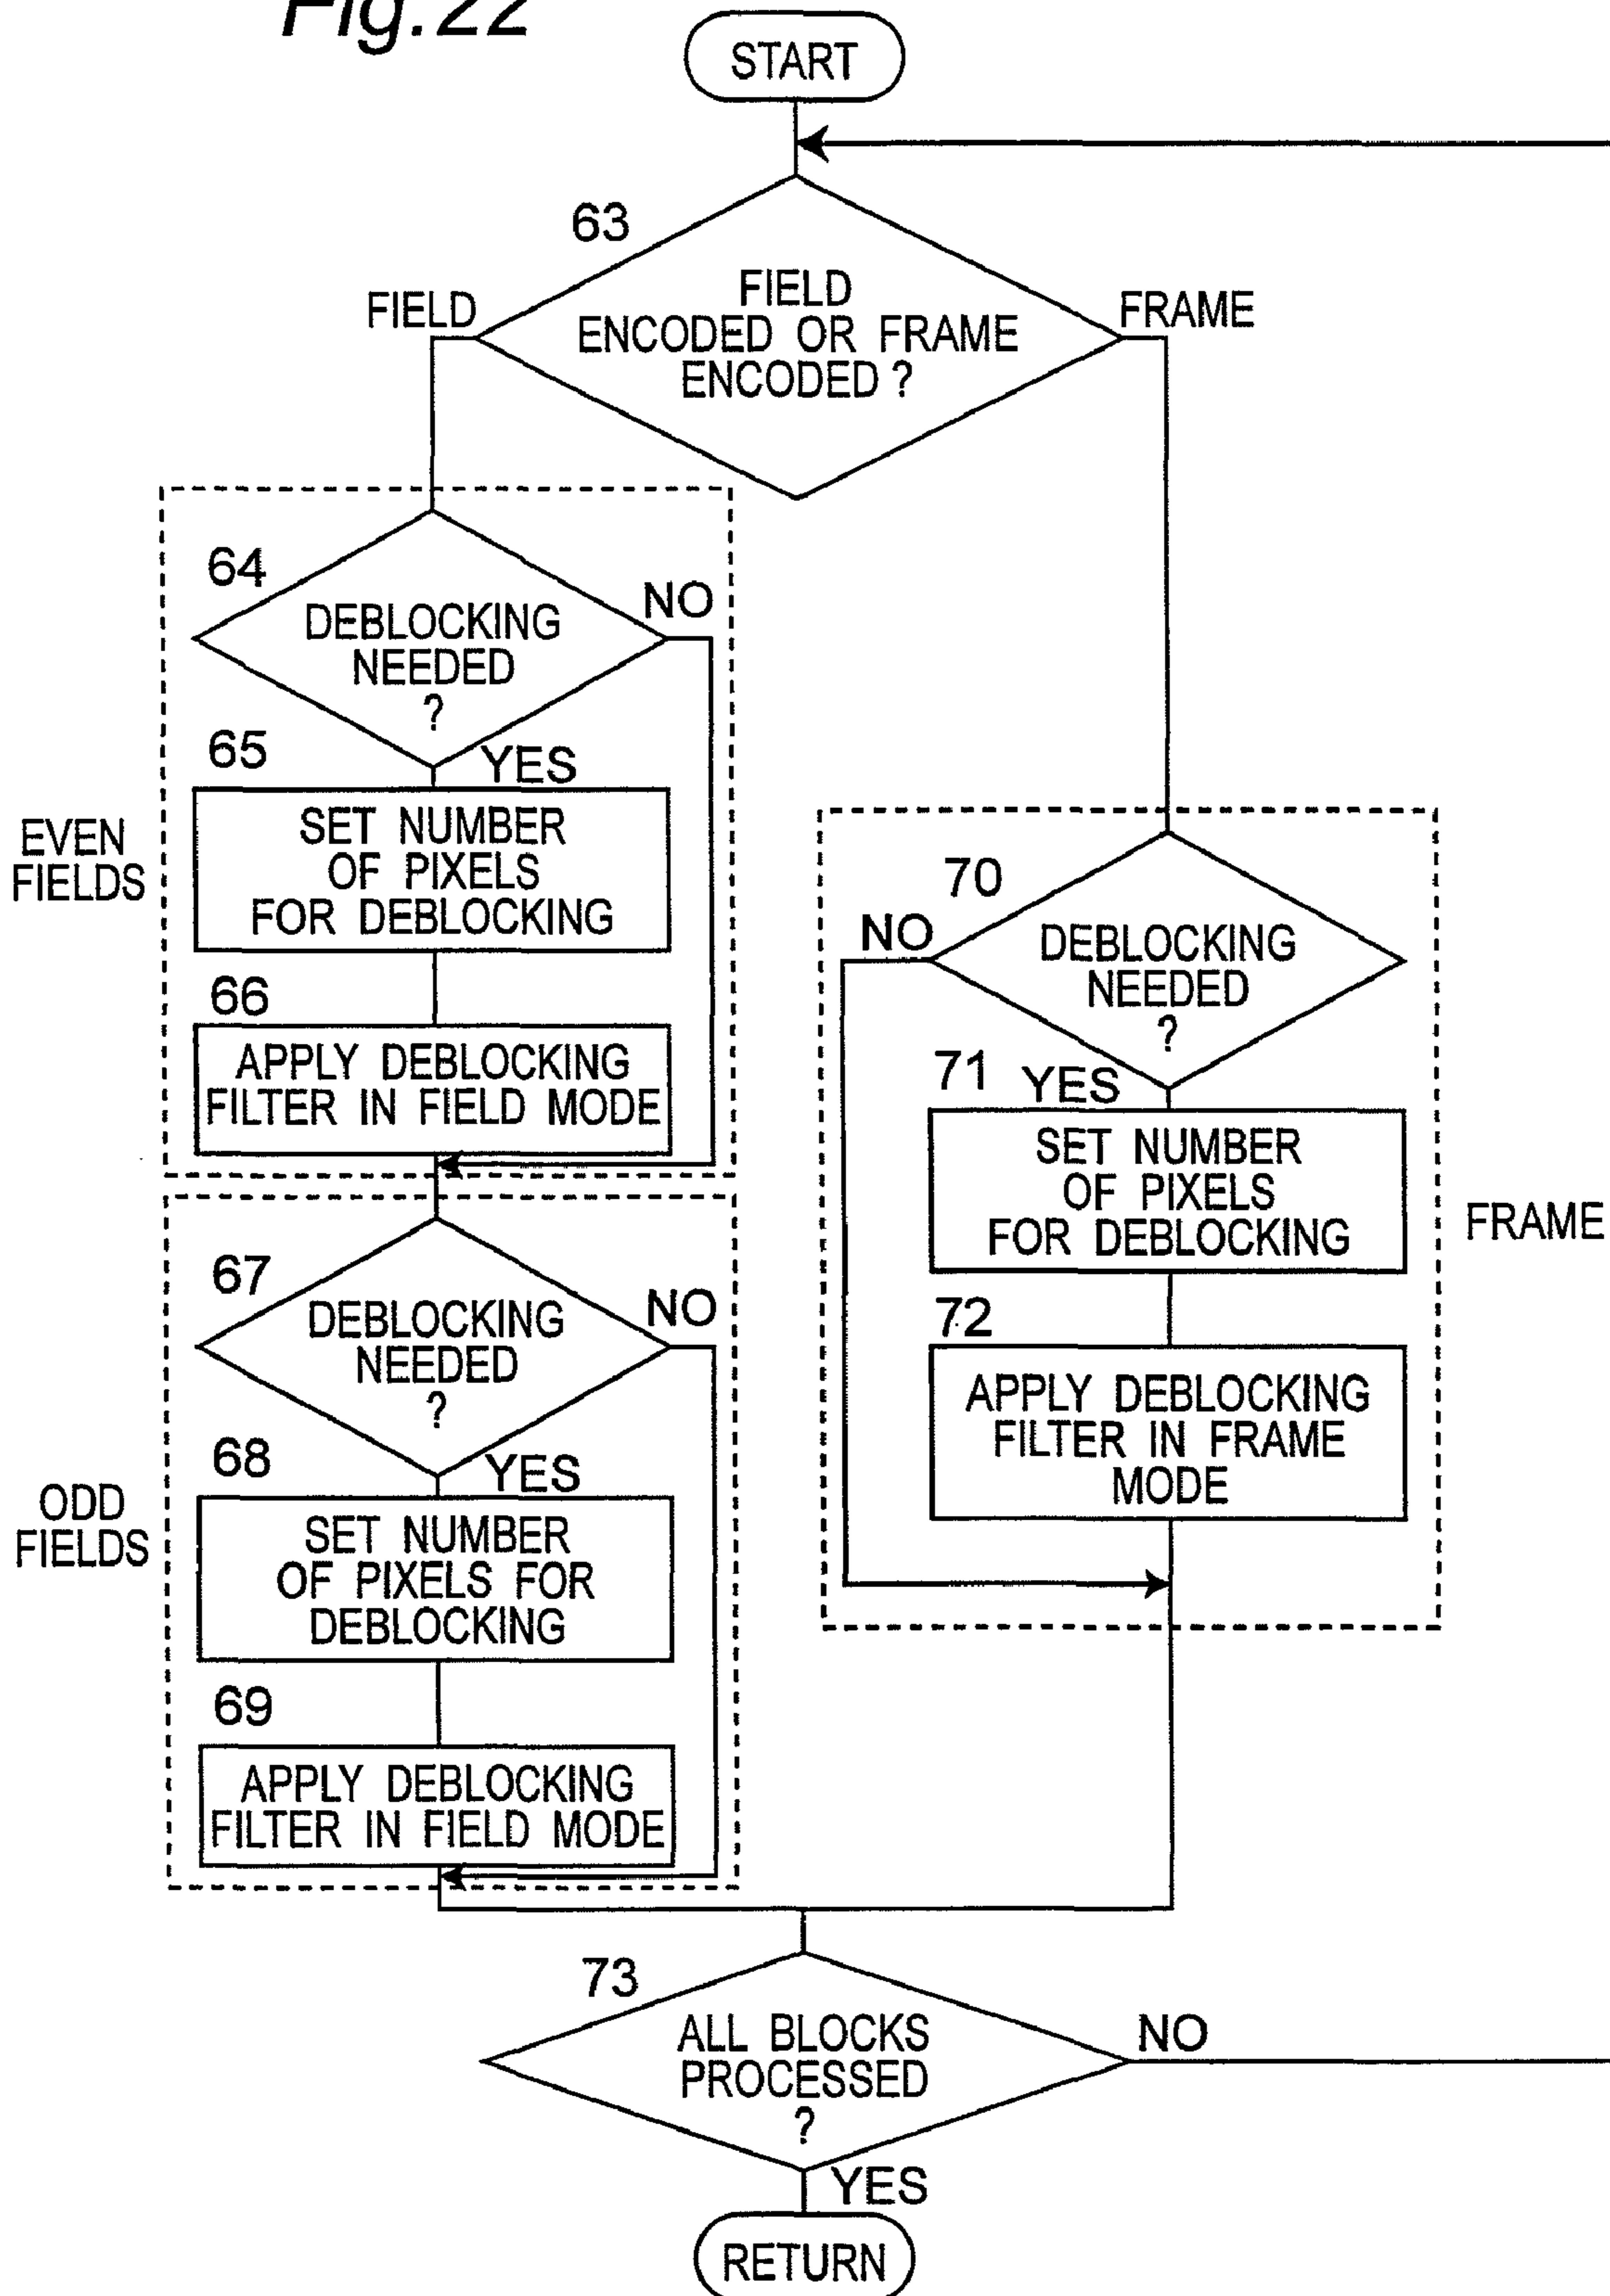 Fig.22
START
63
FIELD
FIELD
ENCODED OR FRAME
ENCODED ?
FRAME
64
DEBLOCKING
NEEDED
?
NO
65
YES
EVEN
FIELDS
SET NUMBER
OF PIXELS
FOR DEBLOCKING
66
APPLY DEBLOCKING
FILTER IN FIELD MODE
67
DEBLOCKING
NEEDED
?
NO
68
YES
ODD
FIELDS
SET NUMBER
OF PIXELS FOR
DEBLOCKING
69
APPLY DEBLOCKING
FILTER IN FIELD MODE
70
NO
DEBLOCKING
NEEDED
?
71
YES
SET NUMBER
OF PIXELS
FOR DEBLOCKING
FRAME
72
APPLY DEBLOCKING
FILTER IN FRAME
MODE
73
ALL BLOCKS
PROCESSED
?
NO
YES
RETURN